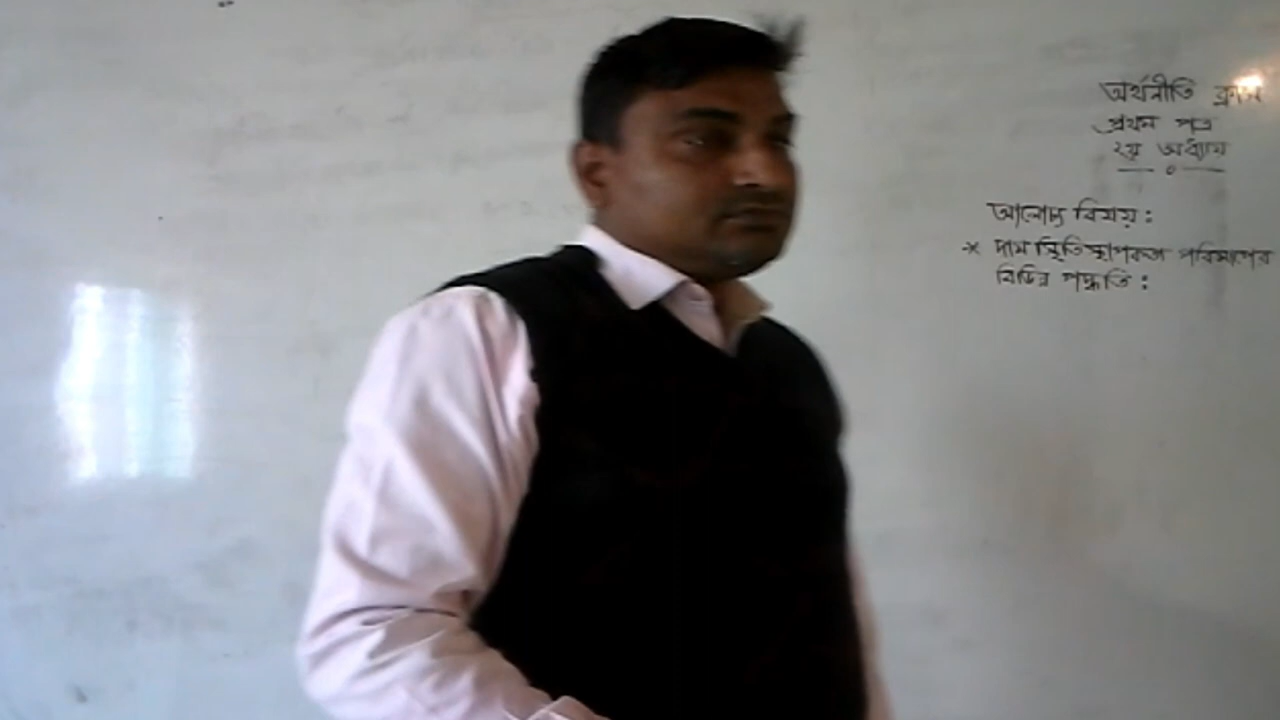 অর্থনীতি ক্লাস
প্রথম পত্র
২য় অধ্যায়
আলোচ্য বিষয়:
* দাম স্থিতিস্থাপকতা পরিমাপের
বিভিন্ন পদ্ধতি: